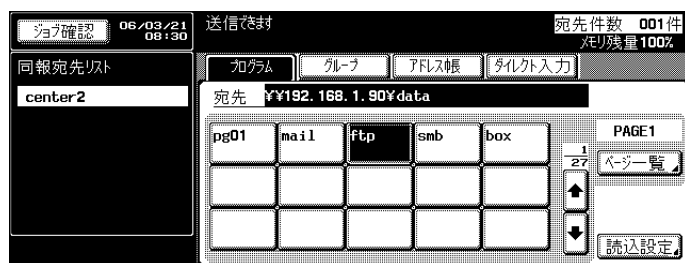 ジョブ確認 06/03/21 08:30
送信できます
宛先件数 001件
メモリ残量100%
同報宛先リスト
center2
プログラム グループ アドレス帳 ダイレクト入力
宛先 ¥¥192.168.1.90¥data
pg01 mail ftp smb box
PAGE1
1
27
ページ一覧
読込設定